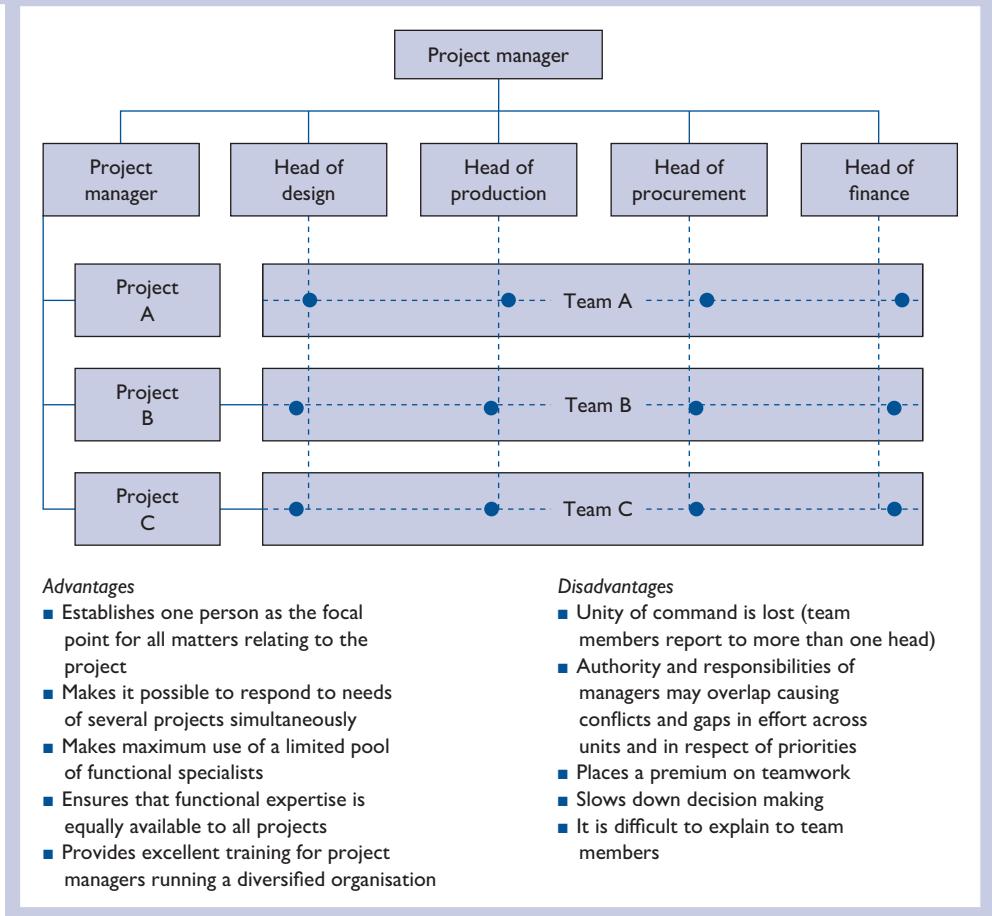 Project manager
Project
manager
Head of
design
Head of
production
Head of
procurement
Head of
finance
Project
A
Team A
Project
B
Team B
Project
C
Team C
Advantages
■ Establishes one person as the focal
point for all matters relating to the
project
■ Makes it possible to respond to needs
of several projects simultaneously
■ Makes maximum use of a limited pool
of functional specialists
■ Ensures that functional expertise is
equally available to all projects
■ Provides excellent training for project
managers running a diversified organisation
Disadvantages
■ Unity of command is lost (team
members report to more than one head)
■ Authority and responsibilities of
managers may overlap causing
conflicts and gaps in effort across
units and in respect of priorities
■ Places a premium on teamwork
■ Slows down decision making
■ It is difficult to explain to team
members